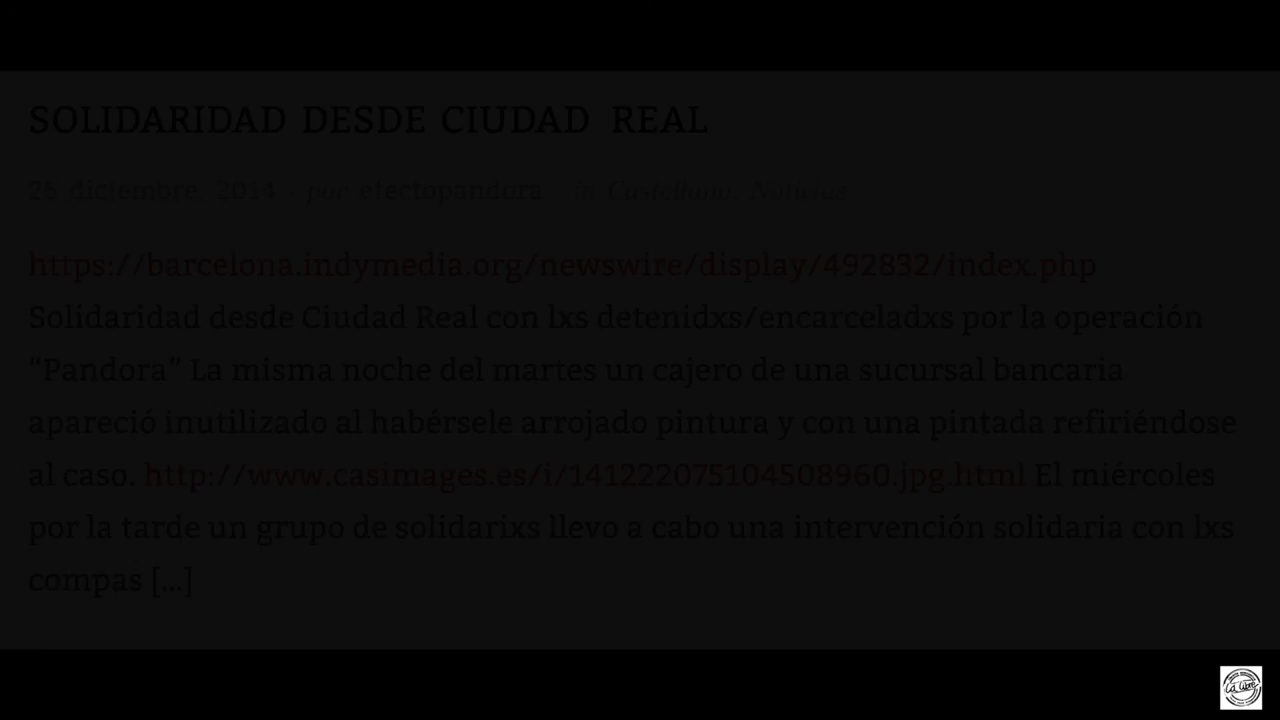 SOLIDARIDAD DESDE CIUDAD REAL
26 diciembre, 2014 - por efectopandora in Castellano, Noticias
https://barcelona.indymedia.org/newswire/display/492832/index.php
Solidaridad desde Ciudad Real con lxs detenidxs/encarceladxs por la operación
“Pandora” La misma noche del martes un cajero de una sucursal bancaria
apareció inutilizado al habérsele arrojado pintura y con una pintada refiriéndose
al caso. http://www.casimages.es/i/141222075104508960.jpg.html El miércoles
por la tarde un grupo de solidarixs llevo a cabo una intervención solidaria con lxs
compas [...]
La Libre